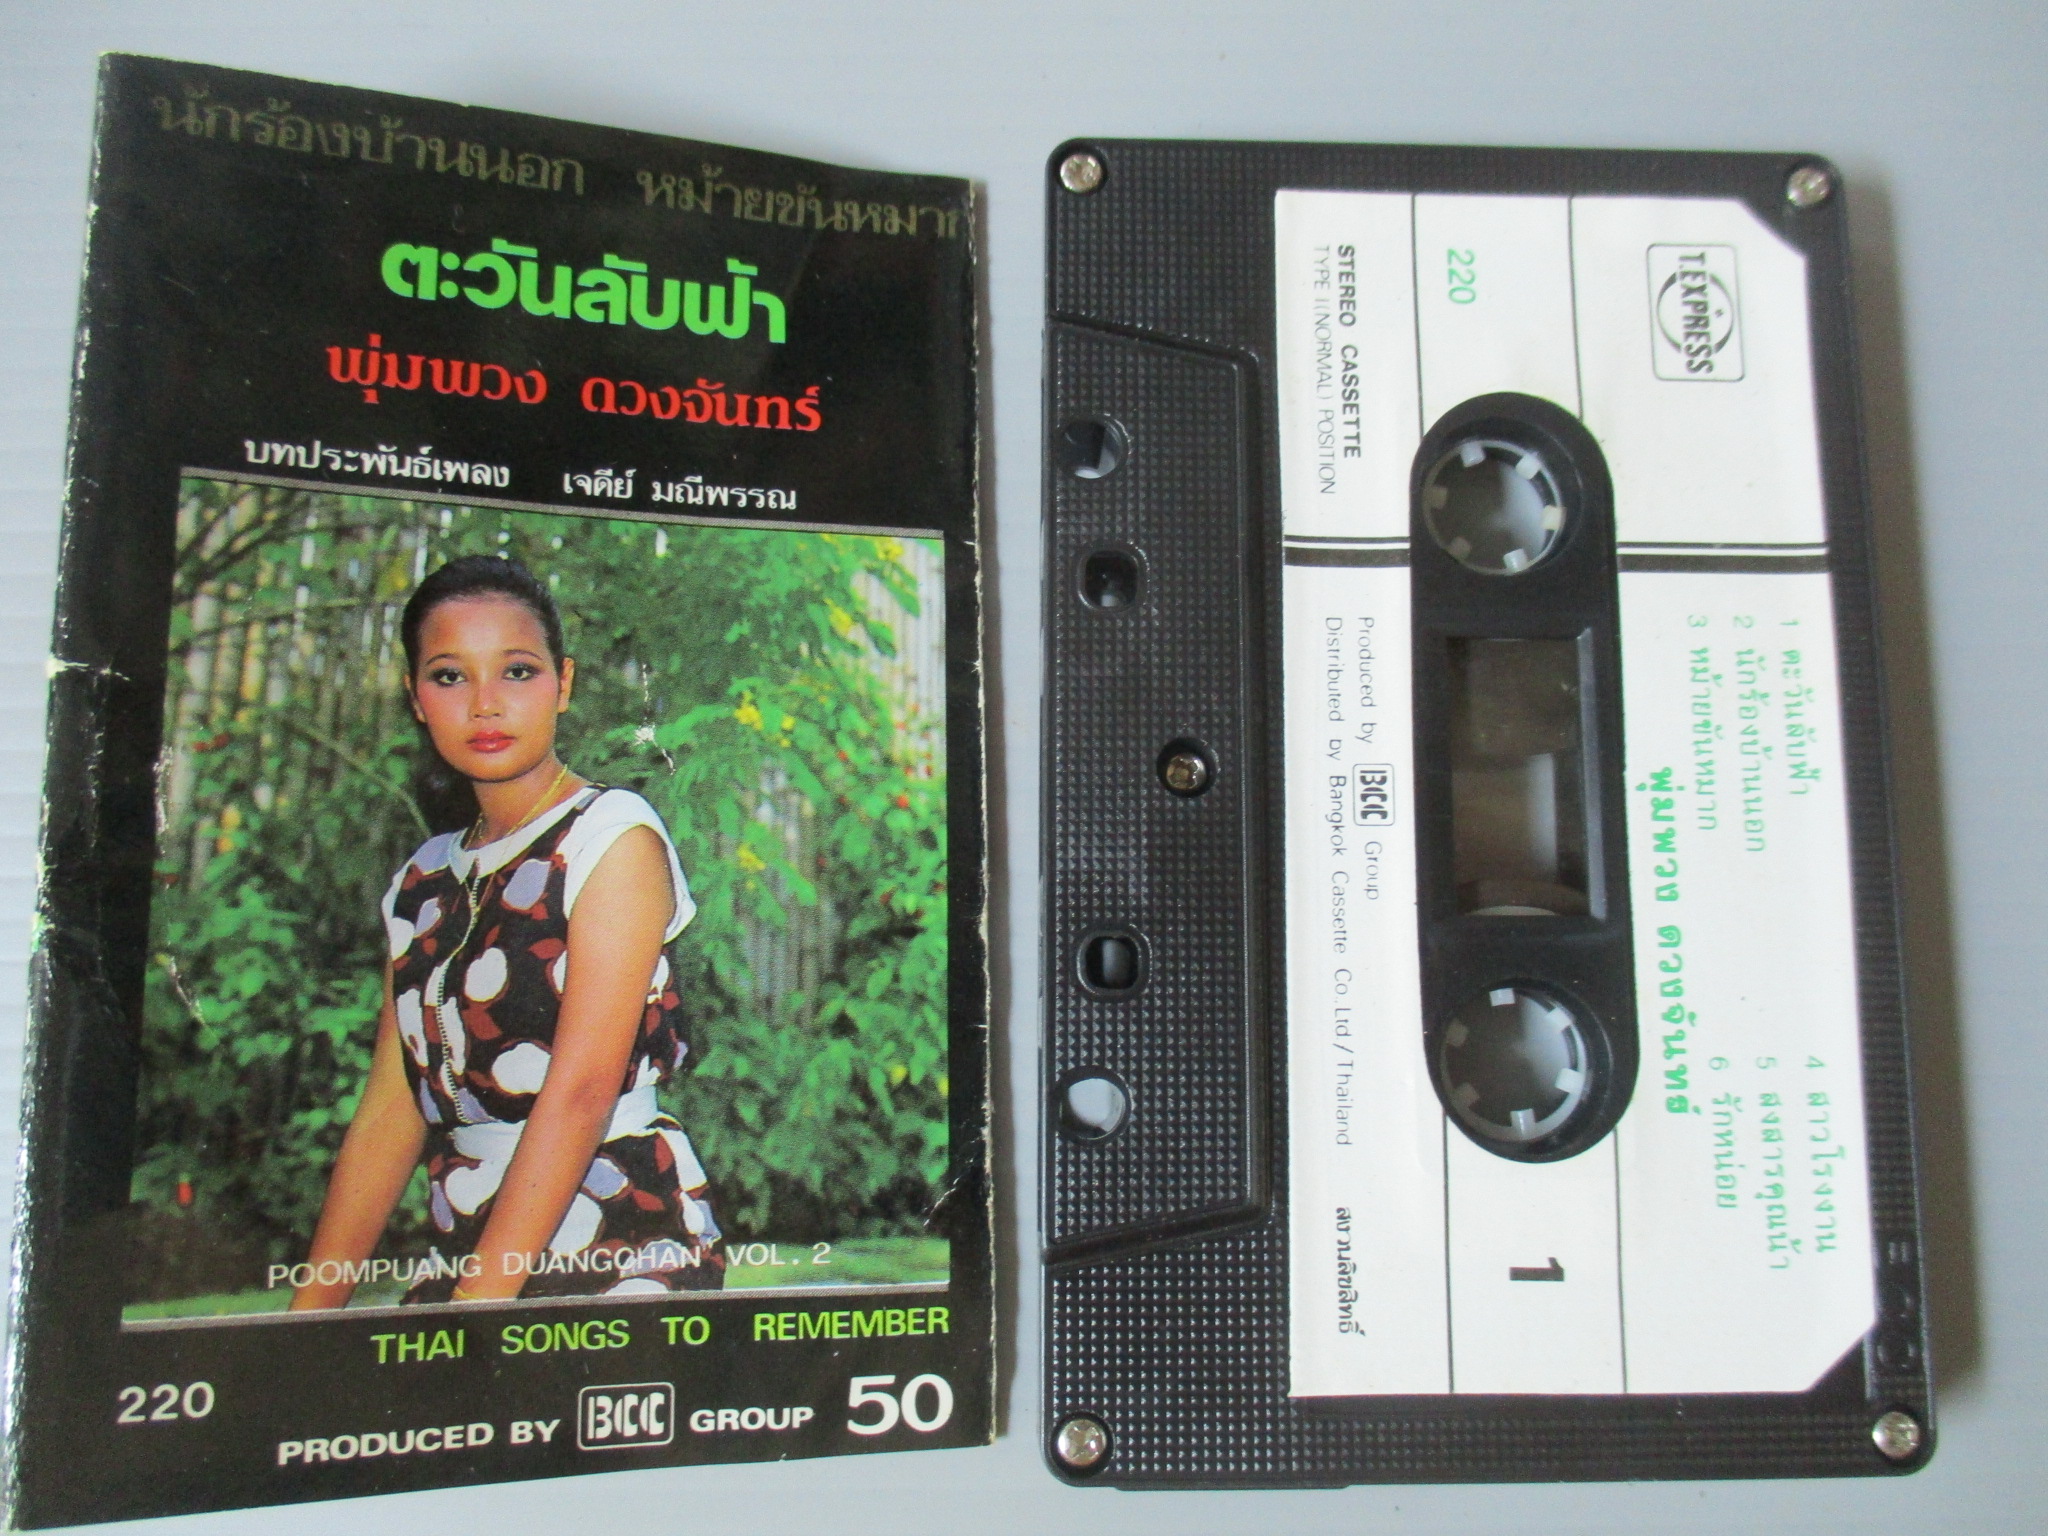 นักร้องบ้านนอก หม้ายขันหมาก
ตะวันลับฟ้า
พุ่มพวง ดวงจันทร์
บทประพันธ์เพลง เจดีย์ มณีพรรณ
POOMPUANG DUANGCHAN VOL. 2
THAI SONGS TO REMEMBER
220
PRODUCED BY BCC GROUP 50
T.EXPRESS
1 ตะวันลับฟ้า
2 นักร้องบ้านนอก
3 หม้ายขันหมาก
4 สาวโรงงาน
5 สงสารคุณน้า
6 รักหน่อย
พุ่มพวง ดวงจันทร์
220
1
STEREO CASSETTE
TYPE I (NORMAL) POSITION
Produced by BCC Group
Distributed by Bangkok Cassette Co.,Ltd/Thailand
สงวนลิขสิทธิ์